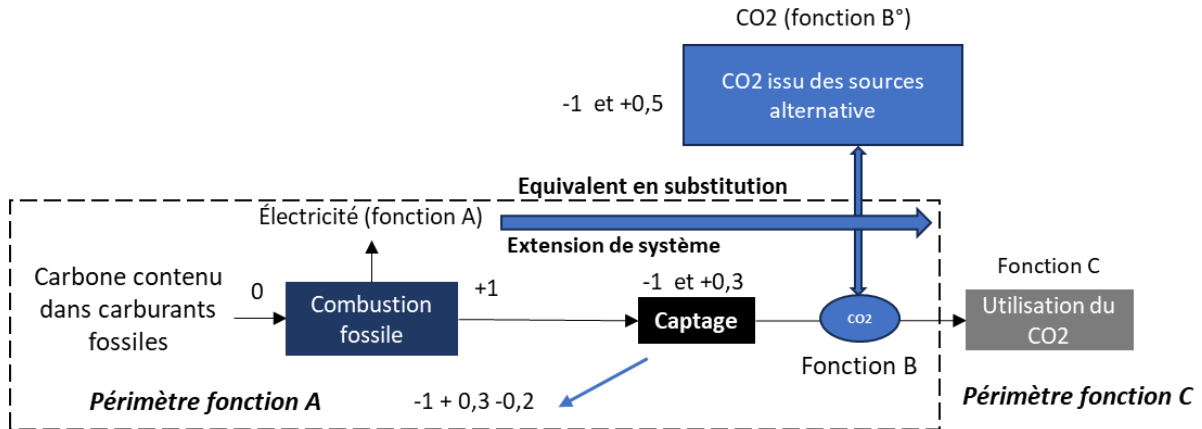 CO2 (fonction B°)
CO2 issu des sources
alternative
-1 et +0,5
Equivalent en substitution
Électricité (fonction A)
Extension de système
Carbone contenu
dans carburants
fossiles
0
Combustion
fossile
+1
-1 et +0,3
Captage
CO2
Fonction B
Fonction C
Utilisation du
CO2
Périmètre fonction A
-1 + 0,3 -0,2
Périmètre fonction C